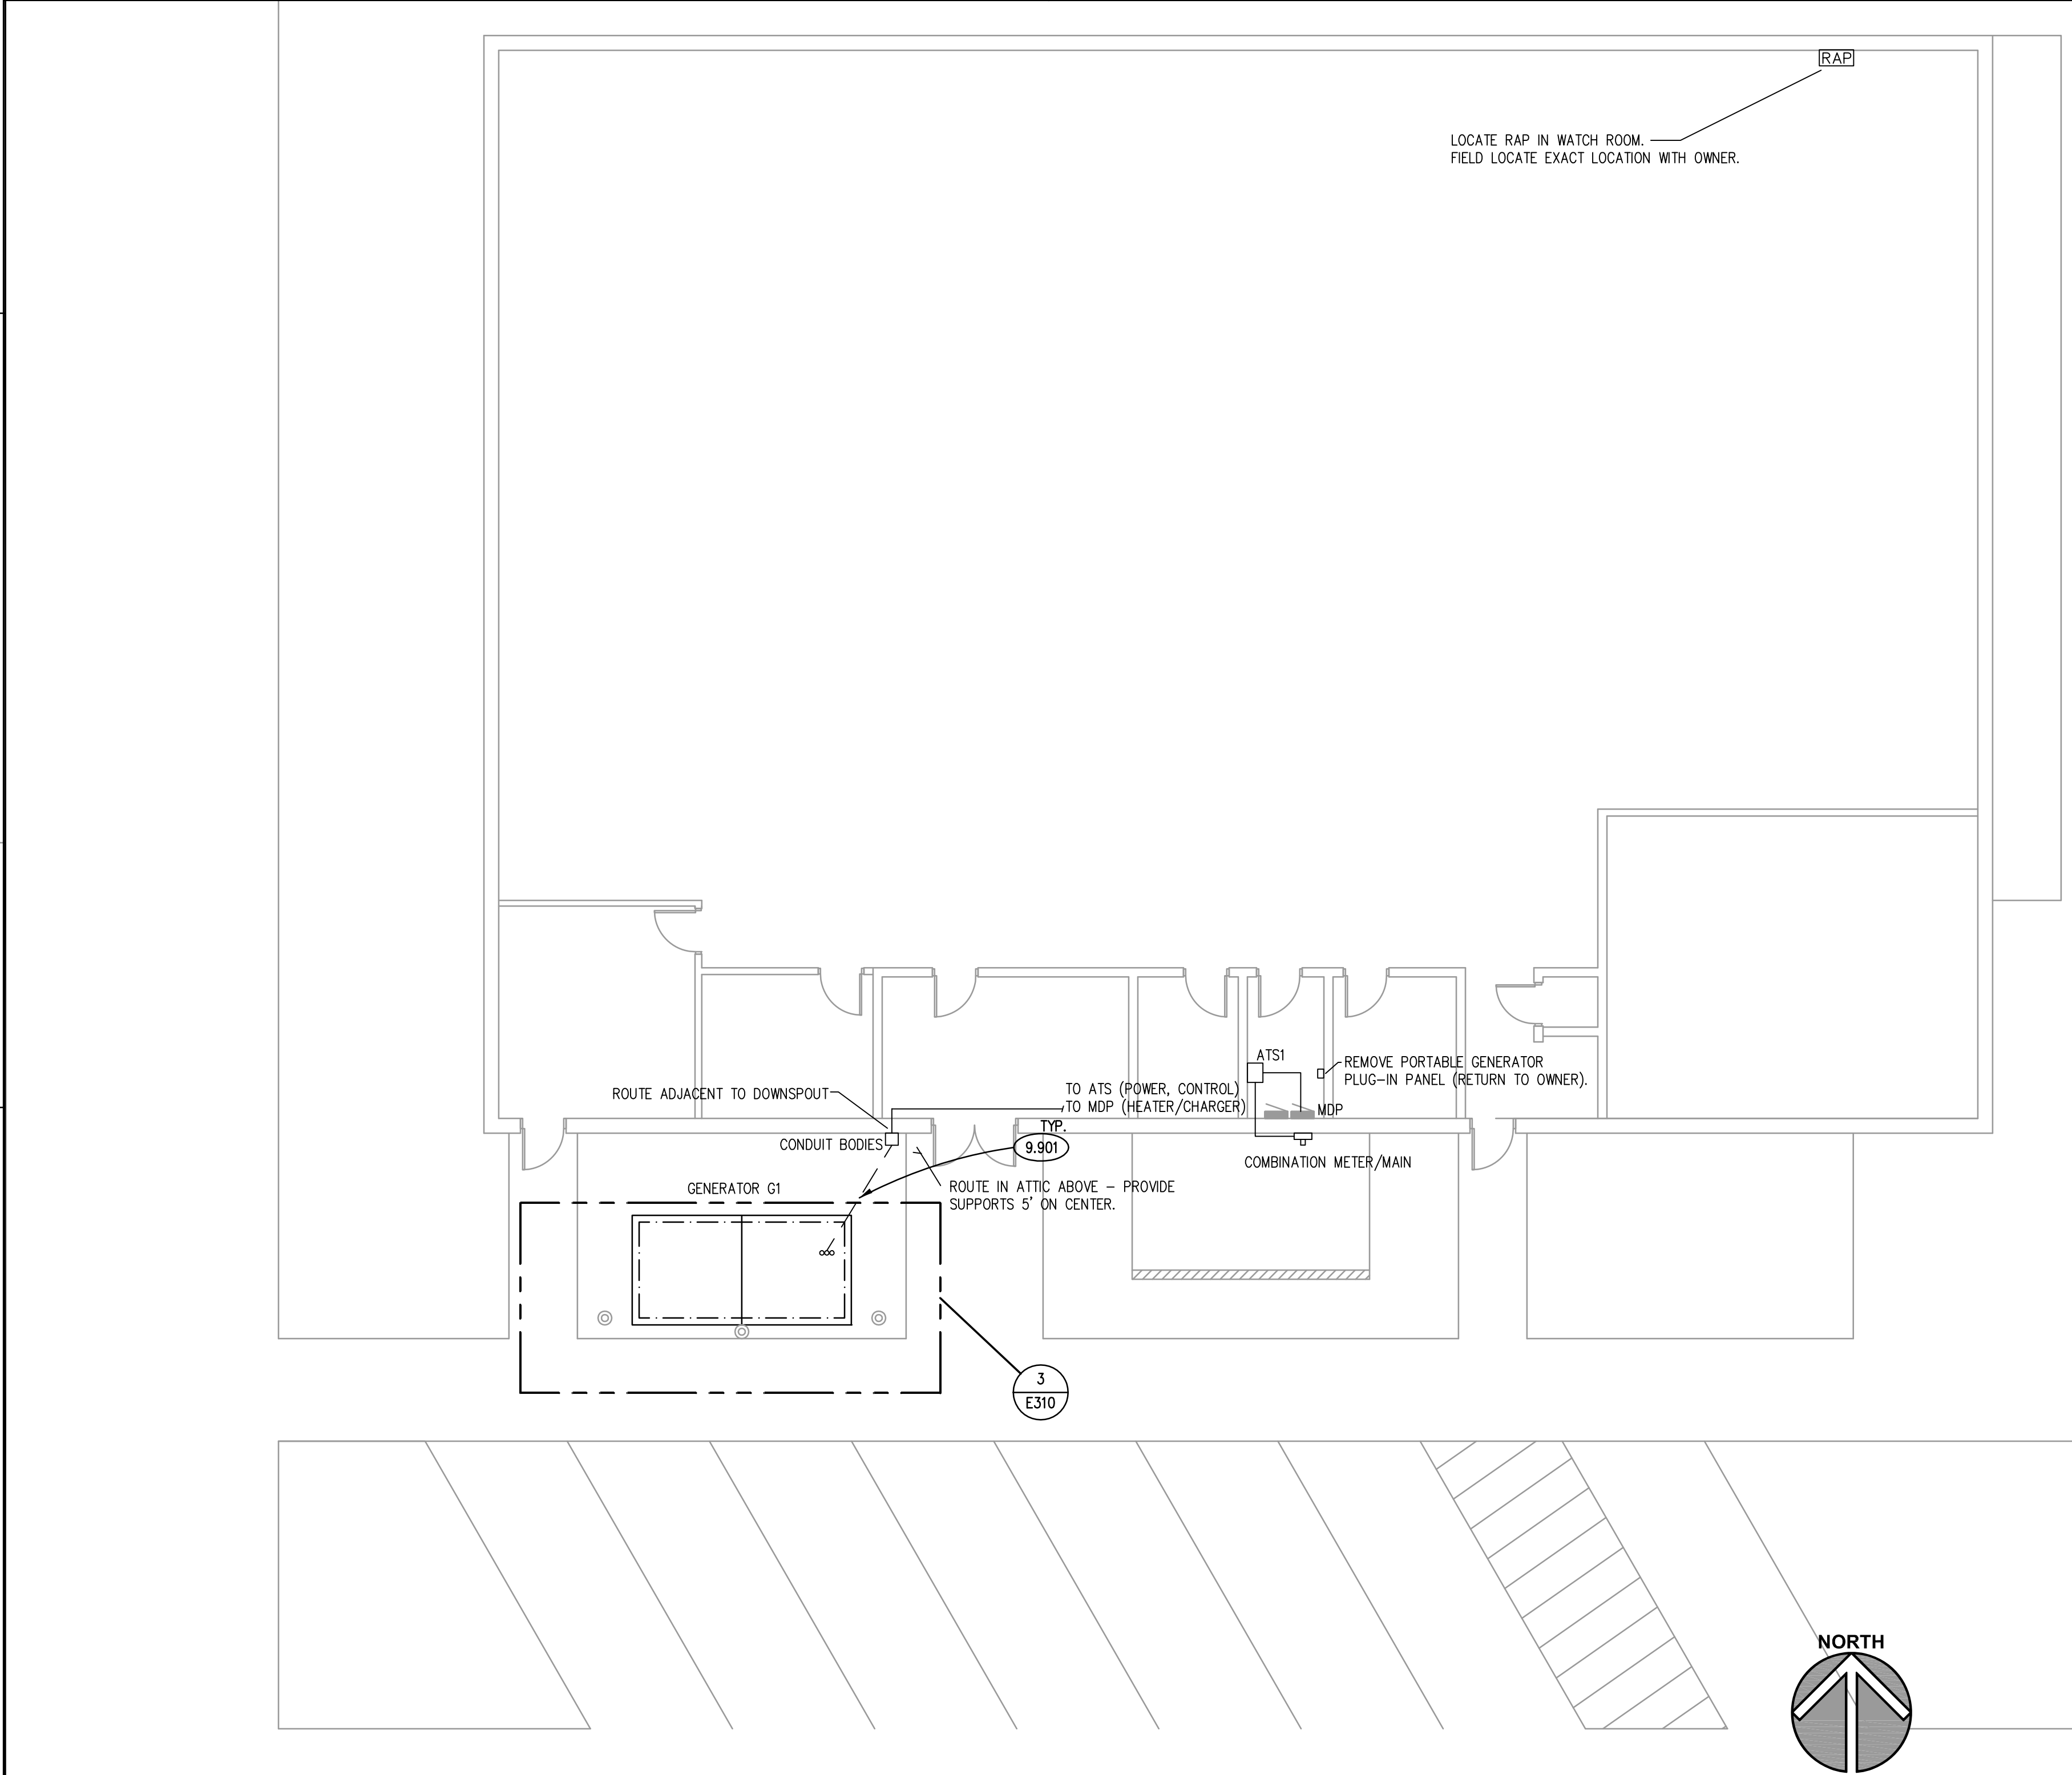 RAP
LOCATE RAP IN WATCH ROOM.
FIELD LOCATE EXACT LOCATION WITH OWNER.
ATS1
REMOVE PORTABLE GENERATOR
PLUG-IN PANEL (RETURN TO OWNER).
ROUTE ADJACENT TO DOWNSPOUT
TO ATS (POWER, CONTROL)
TO MDP (HEATER/CHARGER)
MDP
TYP.
9.901
CONDUIT BODIES
COMBINATION METER/MAIN
GENERATOR G1
ROUTE IN ATTIC ABOVE – PROVIDE
SUPPORTS 5' ON CENTER.
3
E310
NORTH